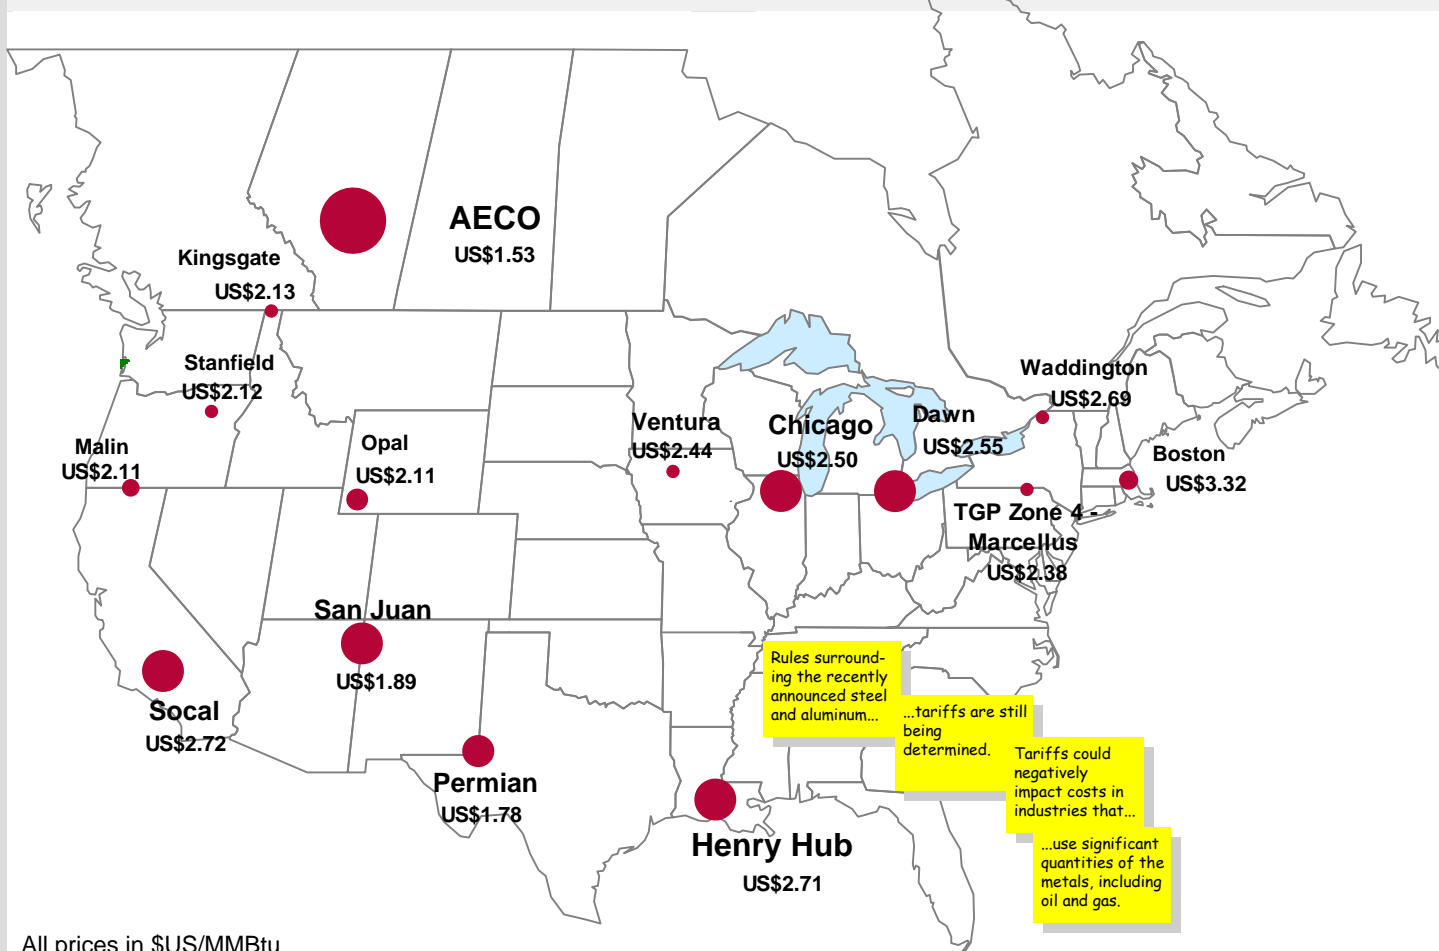 AECO
US$1.53
Kingsgate
US$2.13
Stanfield
US$2.12
Malin
US$2.11
Opal
US$2.11
Ventura
US$2.44
Chicago
US$2.50
Dawn
US$2.55
Waddington
US$2.69
Boston
US$3.32
TGP Zone 4 -
Marcellus
US$2.38
San Juan
US$1.89
Socal
US$2.72
Permian
US$1.78
Henry Hub
US$2.71
Rules surround-
ing the recently
announced steel
and aluminum...
...tariffs are still
being
determined.
Tariffs could
negatively
impact costs in
industries that...
...use significant
quantities of the
metals, including
oil and gas.
All prices in $US/MMBtu